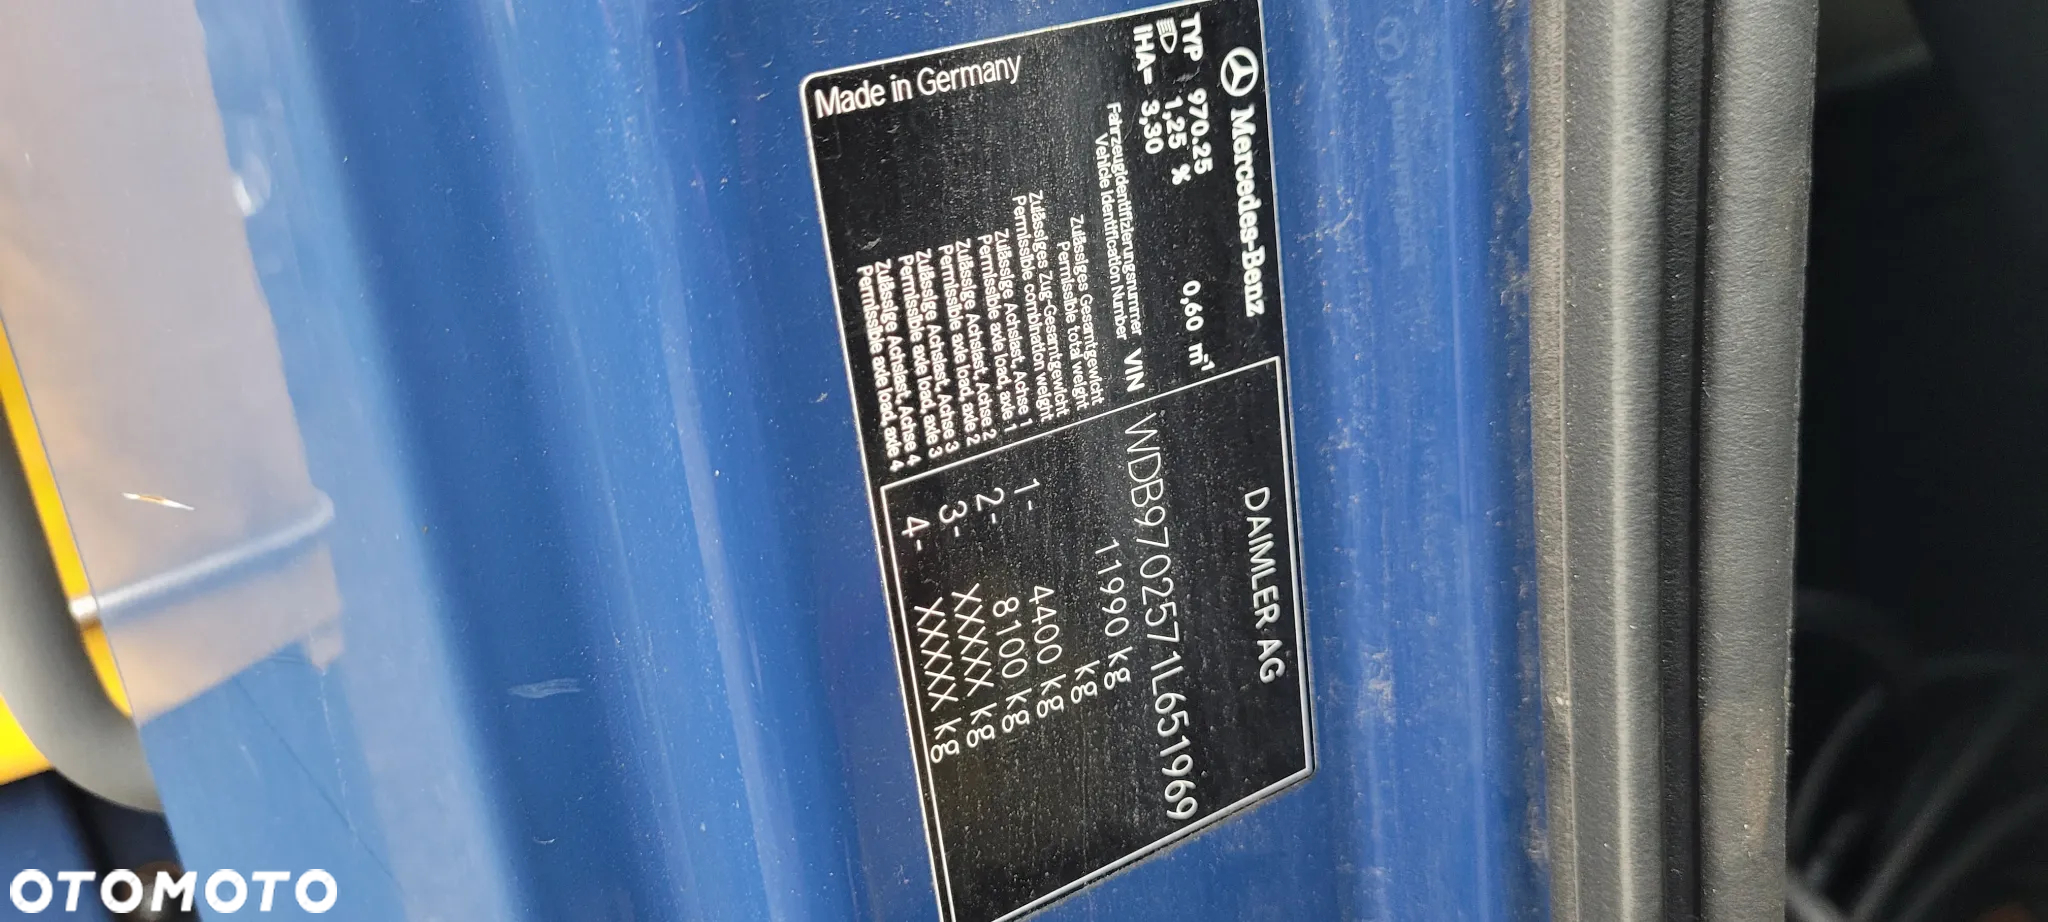 Mercedes-Benz
DAIMLER AG
TYP 970.25
1,25 % 0,60 m-1
IHA= 3,30
Fahrzeugidentifizierungsnummer
Vehicle Identification Number
VIN WDB9702571L651969
Zulässiges Gesamtgewicht
Permissible total weight
11990 kg
Zulässiges Zug-Gesamtgewicht
Permissible combination weight
kg
Zulässige Achslast, Achse 1
Permissible axle load, axle 1
1- 4400 kg
Zulässige Achslast, Achse 2
Permissible axle load, axle 2
2- 8100 kg
Zulässige Achslast, Achse 3
Permissible axle load, axle 3
3- XXXXX kg
Zulässige Achslast, Achse 4
Permissible axle load, axle 4
4- XXXXX kg
Made in Germany
OTOMOTO